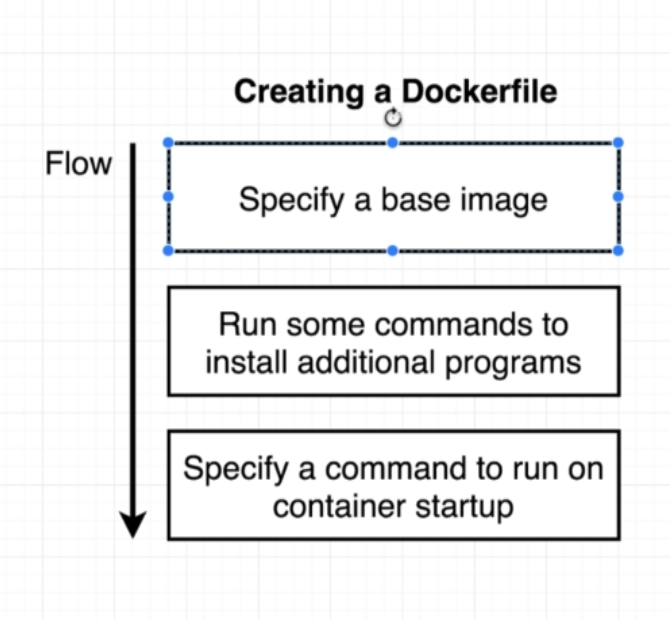 Creating a Dockerfile
Flow
Specify a base image
Run some commands to
install additional programs
Specify a command to run on
container startup